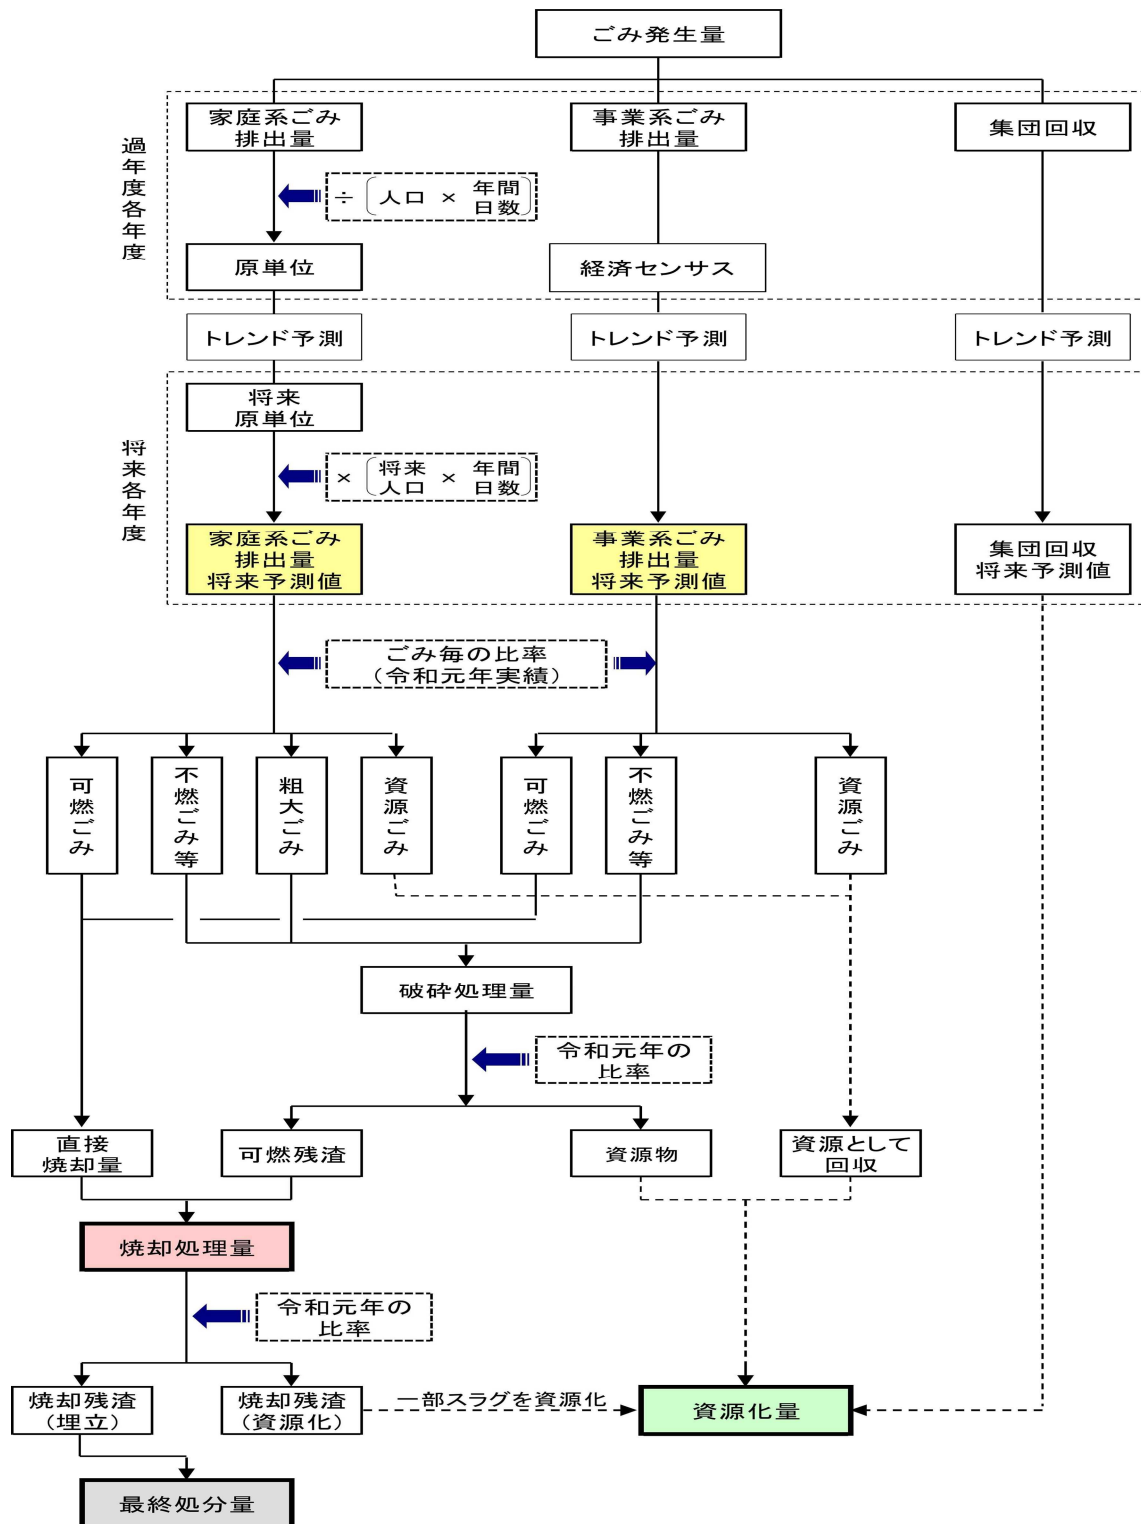 ごみ発生量
家庭系ごみ
排出量
事業系ごみ
排出量
集団回収
過年度各年度
÷ (人口 × 年間
日数)
原単位
経済センサス
トレンド予測
トレンド予測
トレンド予測
将来
原単位
将来各年度
× (将来
人口 × 年間
日数)
家庭系ごみ
排出量
将来予測値
事業系ごみ
排出量
将来予測値
集団回収
将来予測値
ごみ毎の比率
(令和元年実績)
可燃ごみ
不燃ごみ等
粗大ごみ
資源ごみ
可燃ごみ
不燃ごみ等
資源ごみ
破砕処理量
令和元年の
比率
直接
焼却量
可燃残渣
資源物
資源として
回収
焼却処理量
令和元年の
比率
焼却残渣
(埋立)
焼却残渣
(資源化)
一部スラグを資源化
資源化量
最終処分量